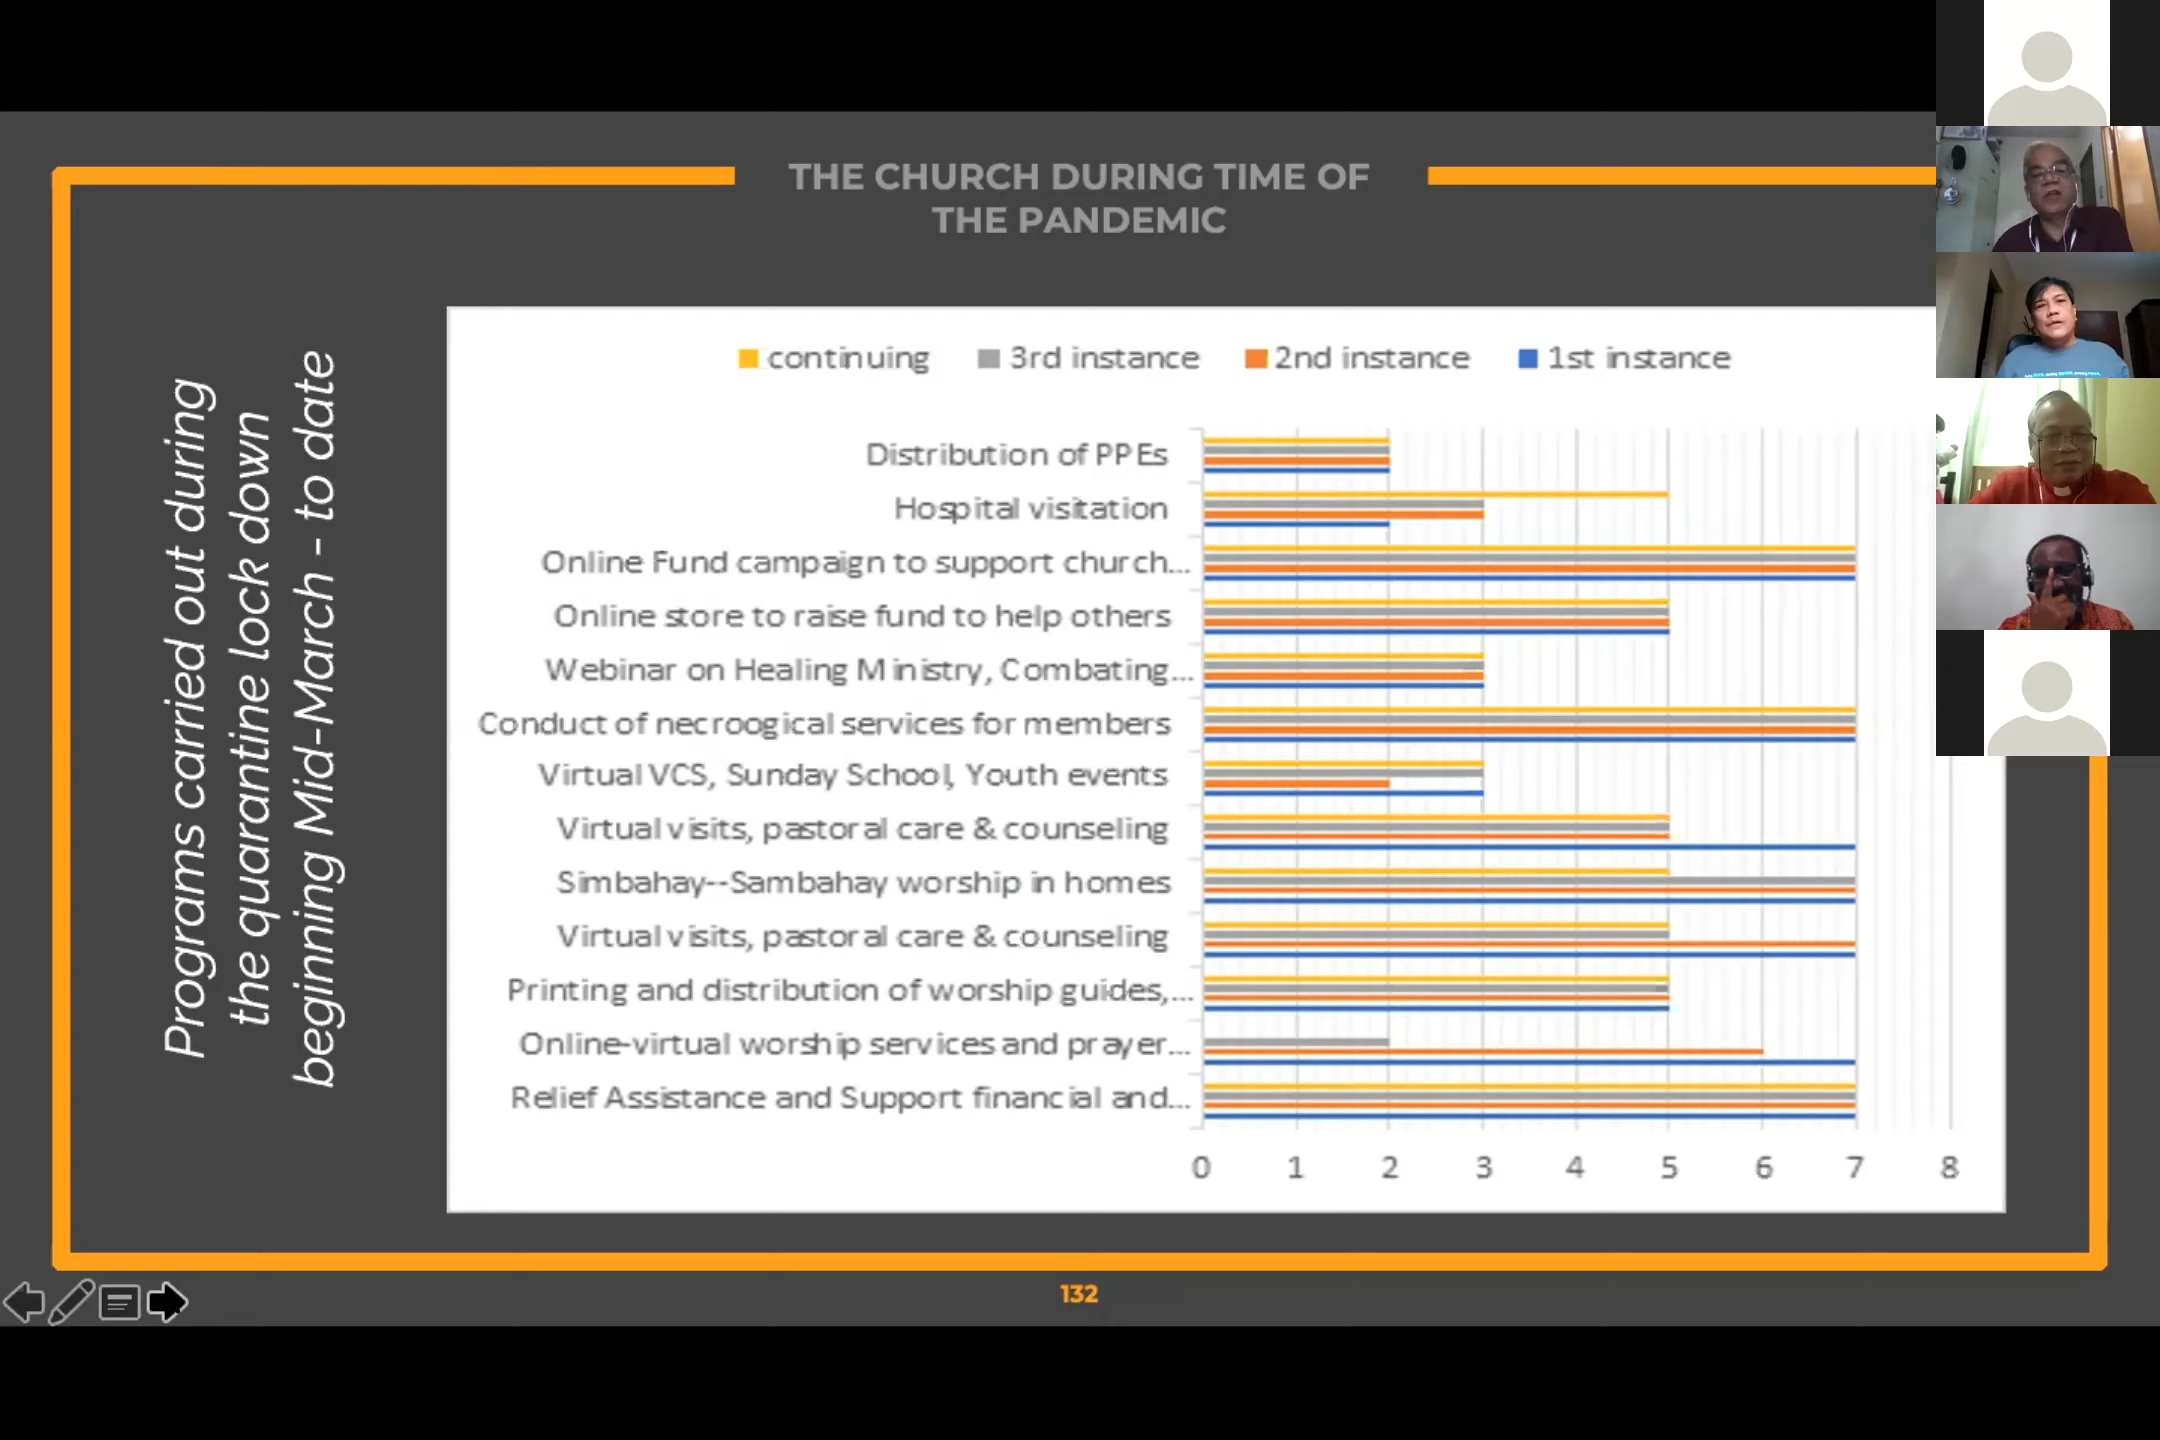 THE CHURCH DURING TIME OF
THE PANDEMIC
Programs carried out during
the quarantine lock down
beginning Mid-March - to date
continuing 3rd instance 2nd instance 1st instance
Distribution of PPEs
Hospital visitation
Online Fund campaign to support church...
Online store to raise fund to help others
Webinar on Healing Ministry, Combating...
Conduct of necroogical services for members
Virtual VCS, Sunday School, Youth events
Virtual visits, pastoral care & counseling
Simbahay--Sambahay worship in homes
Virtual visits, pastoral care & counseling
Printing and distribution of worship guides,...
Online-virtual worship services and prayer...
Relief Assistance and Support financial and...
0 1 2 3 4 5 6 7 8
132